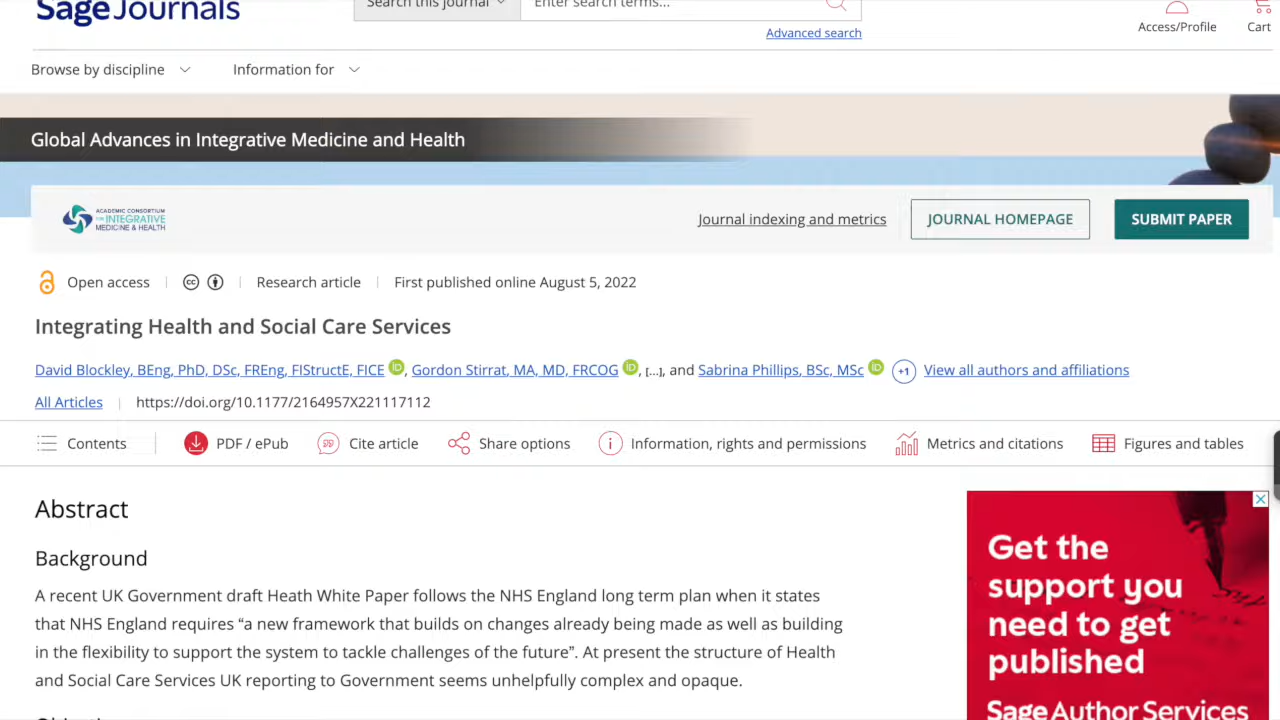 Sage Journals
Search this journal
Enter search terms...
Advanced search
Access/Profile
Cart
Browse by discipline
Information for
Global Advances in Integrative Medicine and Health
ACADEMIC CONSORTIUM
FOR INTEGRATIVE
MEDICINE & HEALTH
Journal indexing and metrics
JOURNAL HOMEPAGE
SUBMIT PAPER
Open access
cc
Research article
First published online August 5, 2022
Integrating Health and Social Care Services
David Blockley, BEng, PhD, DSc, FREng, FIStructE, FICE iD, Gordon Stirrat, MA, MD, FRCOG iD, [...], and Sabrina Phillips, BSc, MSc iD +1 View all authors and affiliations
All Articles
https://doi.org/10.1177/2164957X221117112
Contents
PDF / ePub
Cite article
Share options
Information, rights and permissions
Metrics and citations
Figures and tables
Abstract
Background
A recent UK Government draft Heath White Paper follows the NHS England long term plan when it states
that NHS England requires “a new framework that builds on changes already being made as well as building
in the flexibility to support the system to tackle challenges of the future”. At present the structure of Health
and Social Care Services UK reporting to Government seems unhelpfully complex and opaque.
Get the
support you
need to get
published
Sage Author Services